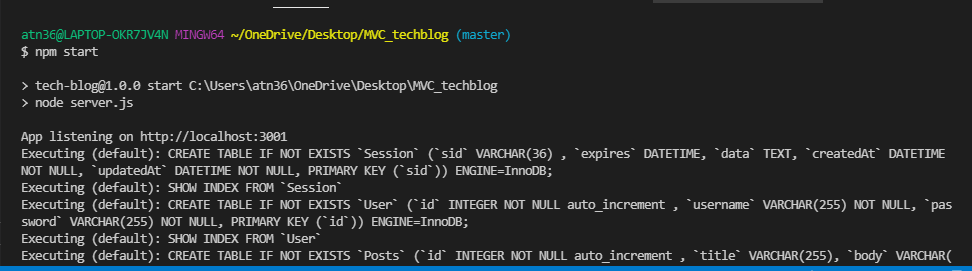 atn36@LAPTOP-OKR7JV4N MINGW64 ~/OneDrive/Desktop/MVC_techblog (master)
$ npm start
> tech-blog@1.0.0 start C:\Users\atn36\OneDrive\Desktop\MVC_techblog
> node server.js
App listening on http://localhost:3001
Executing (default): CREATE TABLE IF NOT EXISTS `Session` (`sid` VARCHAR(36) , `expires` DATETIME, `data` TEXT, `createdAt` DATETIME
NOT NULL, `updatedAt` DATETIME NOT NULL, PRIMARY KEY (`sid`)) ENGINE=InnoDB;
Executing (default): SHOW INDEX FROM `Session`
Executing (default): CREATE TABLE IF NOT EXISTS `User` (`id` INTEGER NOT NULL auto_increment , `username` VARCHAR(255) NOT NULL, `pas
sword` VARCHAR(255) NOT NULL, PRIMARY KEY (`id`)) ENGINE=InnoDB;
Executing (default): SHOW INDEX FROM `User`
Executing (default): CREATE TABLE IF NOT EXISTS `Posts` (`id` INTEGER NOT NULL auto_increment , `title` VARCHAR(255), `body` VARCHAR(